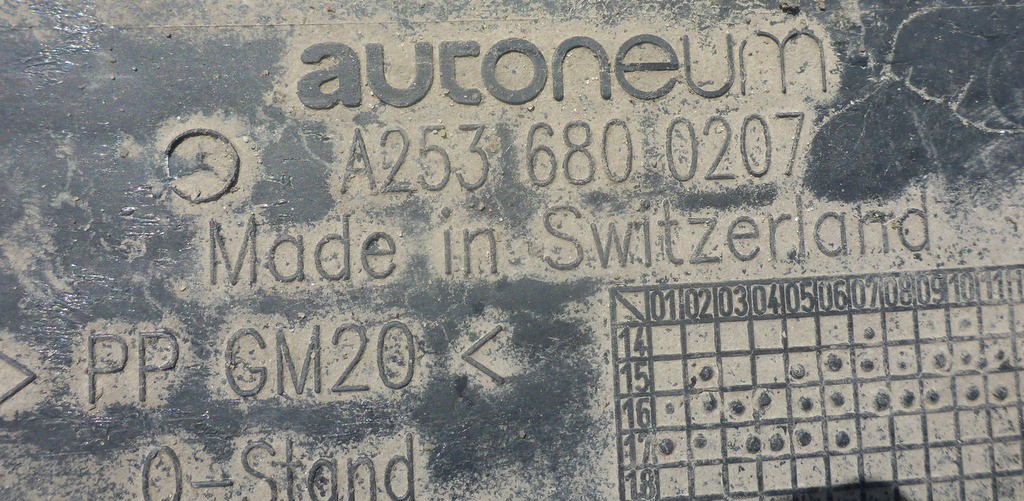 autoneum
A253 680 0207
Made in Switzerland
> PP GM20 <
0-Stand
01 02 03 04 05 06 07 08 09 10 11
14
15
16
17
18